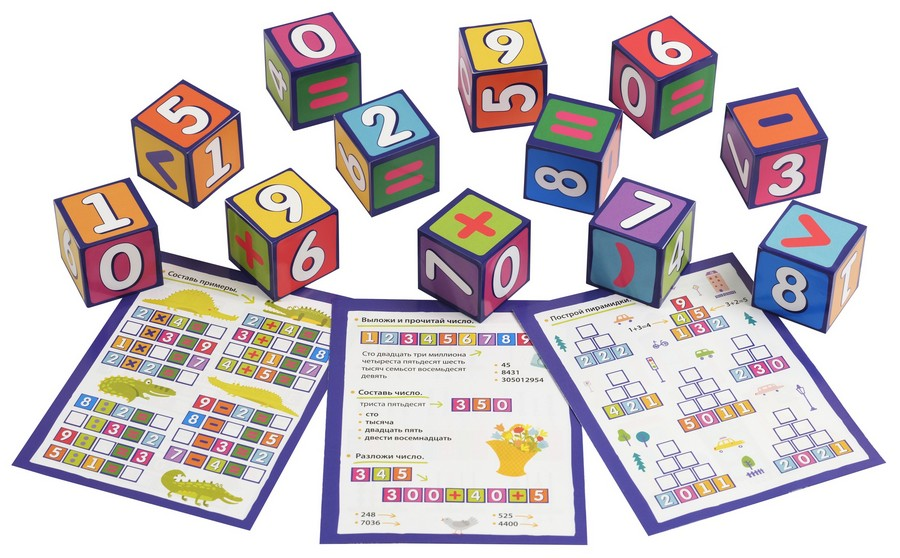 0
=
9
5
6
0
=
5
<
1
2
6
=
=
8
-
3
1
0
9
+
6
+
7
0
7
)
4
>
8
1
Составь примеры.
Выложи и прочитай число.
1 2 3 4 5 6 7 8 9
Сто двадцать три миллиона
четыреста пятьдесят шесть
тысяч семьсот восемьдесят
девять
• 45
• 8431
• 305012954
Составь число.
триста пятьдесят → 3 5 0
• сто
• тысяча
• двадцать пять
• двести восемнадцать
Разложи число.
3 4 5
3 0 0 + 4 0 + 5
• 248 →
• 7036 →
• 525 →
• 4400 →
Построй пирамидки.
1+3=4
9
4 5
1 3 2
3+2=5
2 2 2
2 3 0
4 2 1
5 0 1 1
2 0 1 1
2 0 2 1